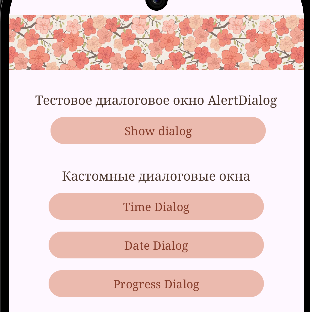 Тестовое диалоговое окно AlertDialog
Show dialog
Кастомные диалоговые окна
Time Dialog
Date Dialog
Progress Dialog